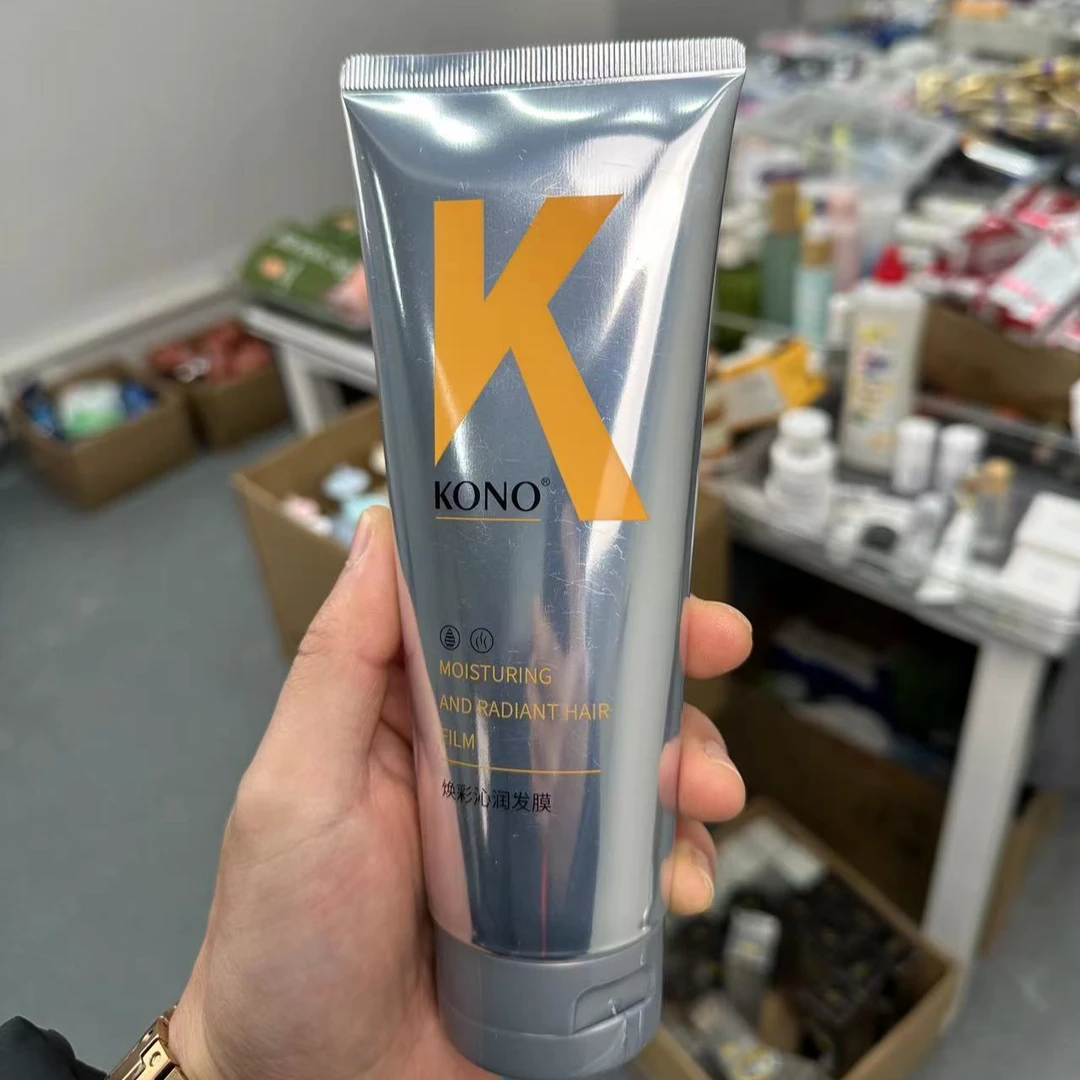 K
KONO®
MOISTURING
AND RADIANT HAIR
FILM
焕彩沁润发膜